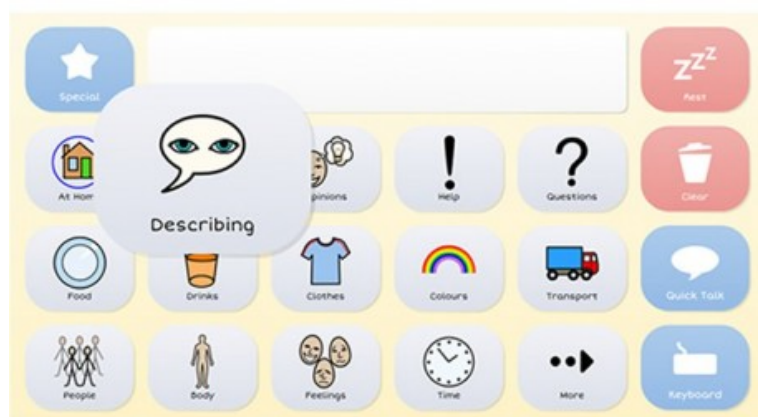 Special
zzz
Rest
At Hom
Describing
pinions
Help
Questions
Clear
Food
Drinks
Clothes
Colours
Transport
Quick Talk
People
Body
Feelings
Time
More
Keyboard